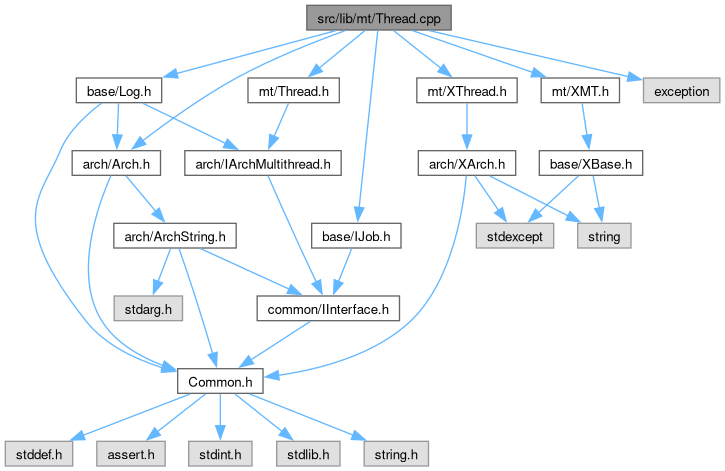 src/lib/mt/Thread.cpp
base/Log.h
mt/Thread.h
mt/XThread.h
mt/XMT.h
exception
arch/Arch.h
arch/IArchMultithread.h
arch/XArch.h
base/XBase.h
arch/ArchString.h
base/IJob.h
stdexcept
string
stdarg.h
common/IInterface.h
Common.h
stddef.h
assert.h
stdint.h
stdlib.h
string.h